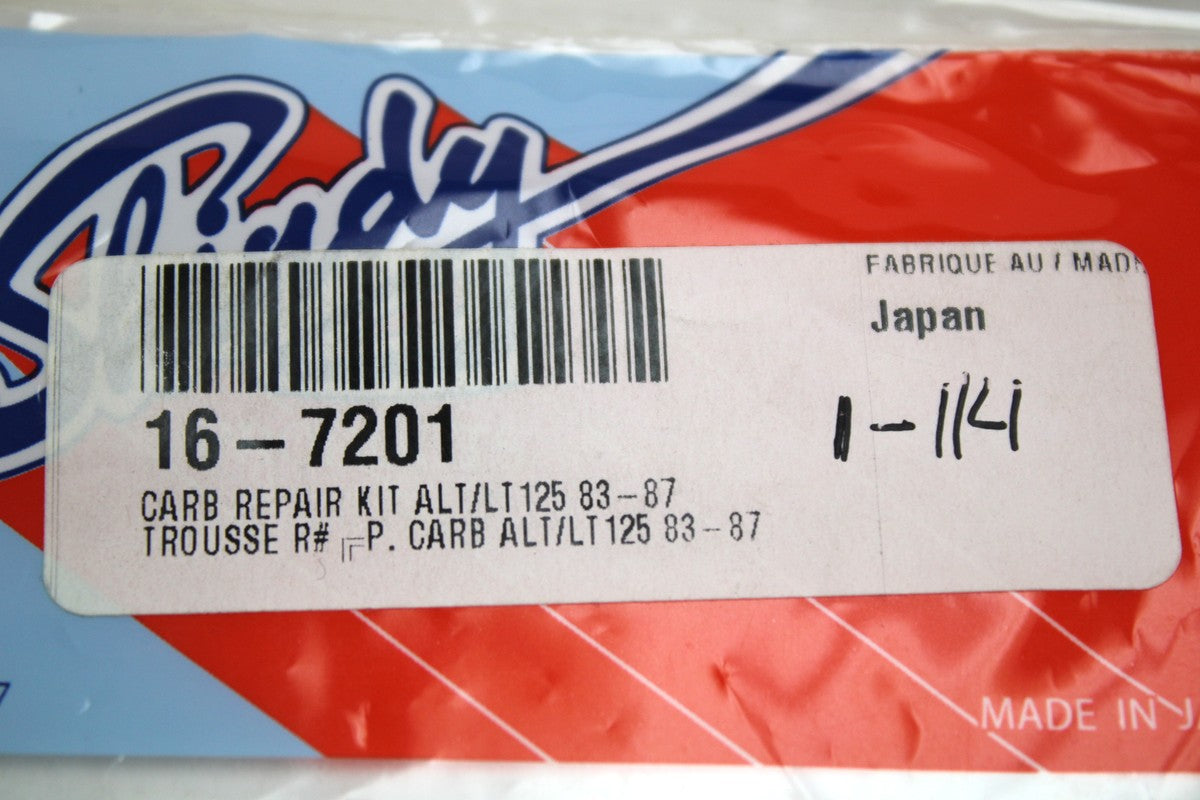 Shindy
FABRIQUE AU / MADE
Japan
16-7201
1-114
CARB REPAIR KIT ALT/LT125 83-87
TROUSSE R# P. CARB ALT/LT125 83-87
MADE IN J